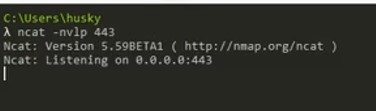 C:\Users\husky
λ ncat -nvlp 443
Ncat: Version 5.59BETA1 ( http://nmap.org/ncat )
Ncat: Listening on 0.0.0.0:443